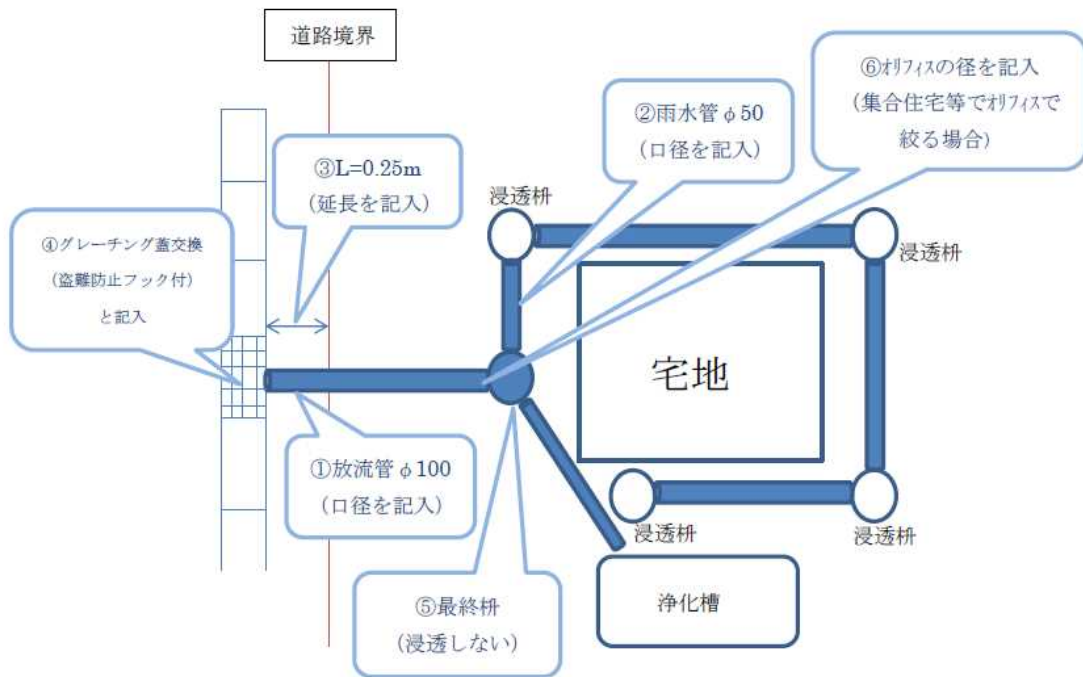 道路境界
⑥ｵﾘﾌｨｽの径を記入
(集合住宅等でｵﾘﾌｨｽで
絞る場合)
②雨水管φ50
(口径を記入)
③L=0.25m
(延長を記入)
④グレーチング蓋交換
(盗難防止フック付)
と記入
浸透枡
浸透枡
宅地
①放流管φ100
(口径を記入)
浸透枡
浸透枡
⑤最終枡
(浸透しない)
浄化槽